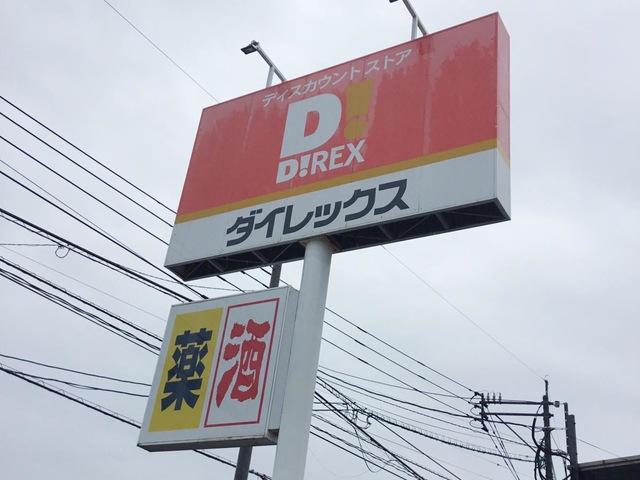 ディスカウント ストア
D!
D!REX
ダイレックス
薬 酒